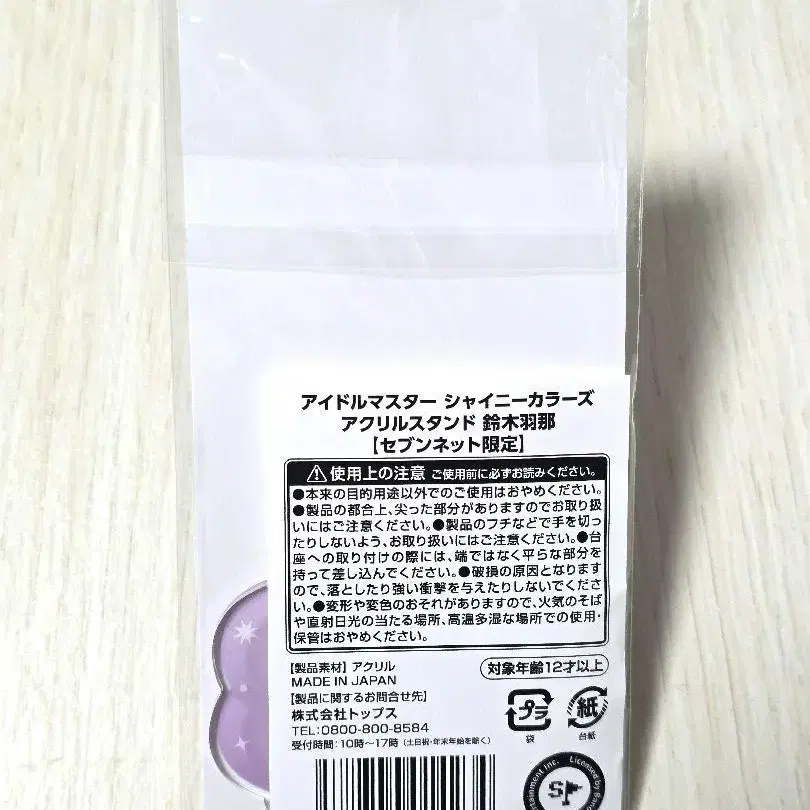 アイドルマスター シャイニーカラーズ
アクリルスタンド 鈴木羽那
【セブンネット限定】
使用上の注意 ご使用前に必ずお読みください。
●本来の目的用途以外でのご使用はおやめください。
●製品の都合上、尖った部分がありますのでお取り扱
いにはご注意ください。●製品のフチなどで手を切っ
たりしないよう、お取り扱いにはご注意ください。●台
座への取り付けの際には、端ではなく平らな部分を
持って差し込んでください。●破損の原因となります
ので、落としたり強い衝撃を与えたりしないでくださ
い。●変形や変色のおそれがありますので、火気のそば
や直射日光の当たる場所、高温多湿な場所での使用・
保管はおやめください。
【製品素材】アクリル
対象年齢12才以上
MADE IN JAPAN
【製品に関するお問合せ先】
株式会社トップス
TEL:0800-800-8584
受付時間：10時〜17時（土日祝・年末年始を除く）
プラ
袋
紙
台紙
Licensed by